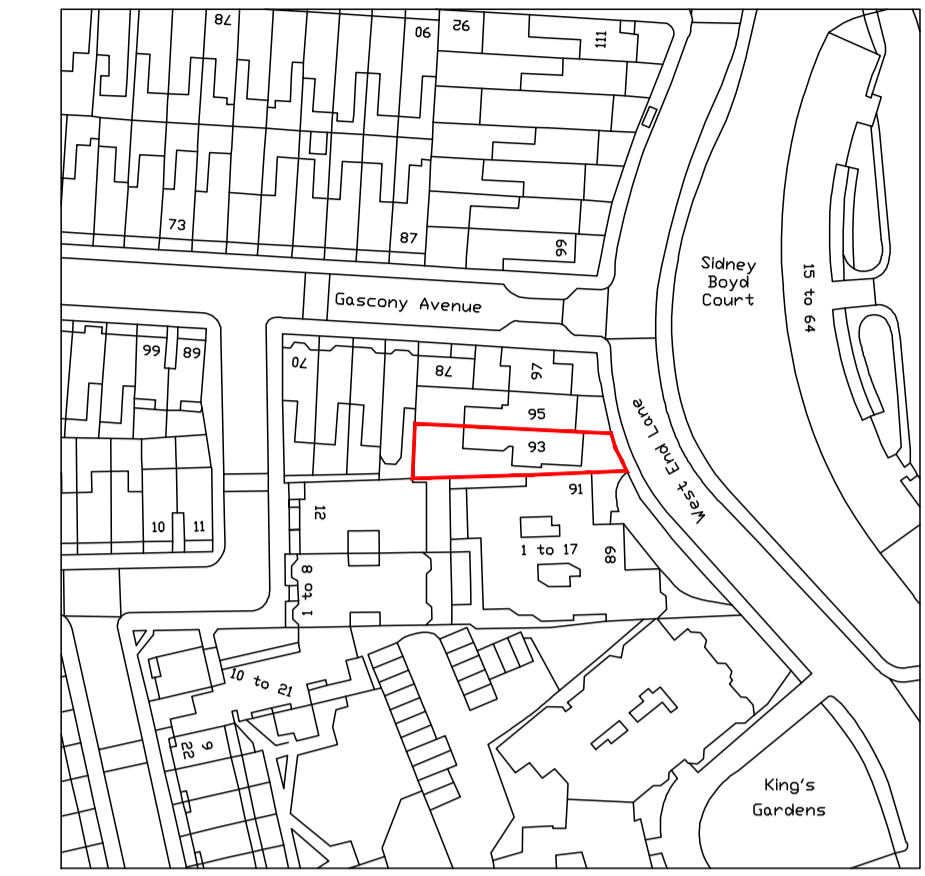 78
90
92
111
73
87
99
Sidney
Boyd
Court
15 to 64
Gascony Avenue
66
68
70
78
97
95
93
West End Lane
91
10
11
12
1 to 17
89
1 to 8
10 to 21
22
9
King's
Gardens